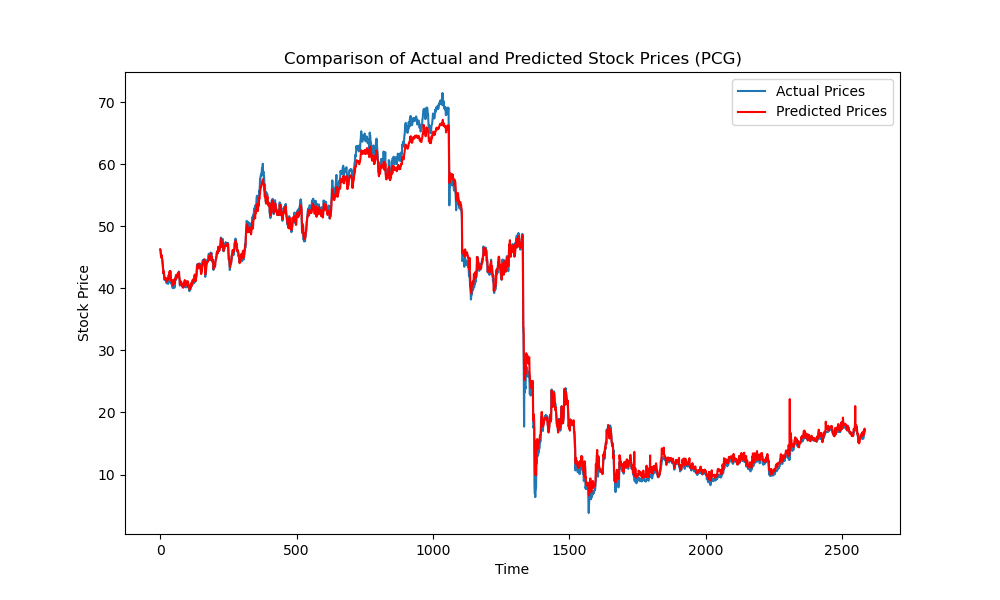 Comparison of Actual and Predicted Stock Prices (PCG)
Actual Prices
Predicted Prices
Stock Price
70
60
50
40
30
20
10
0
500
1000
1500
2000
2500
Time